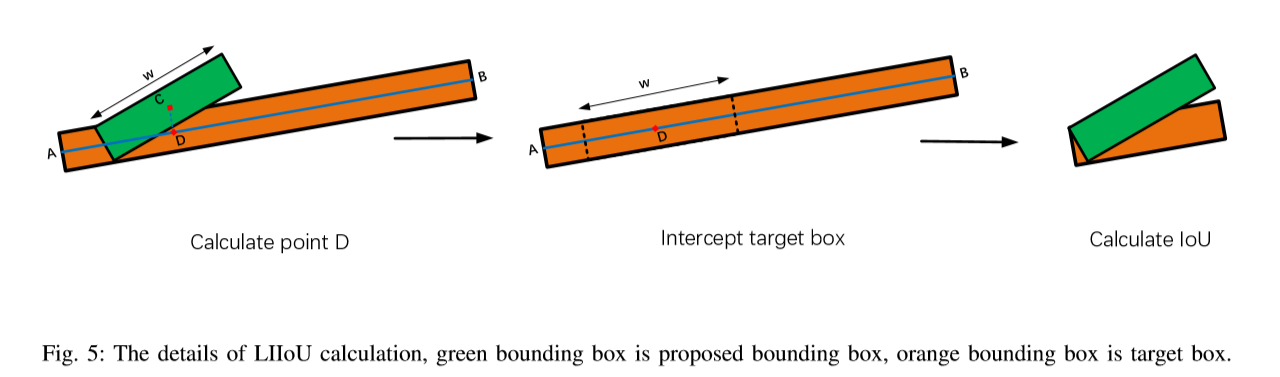 w
C
B
A
D
w
B
A
D
Calculate point D
Intercept target box
Calculate IoU
Fig. 5: The details of LIIoU calculation, green bounding box is proposed bounding box, orange bounding box is target box.